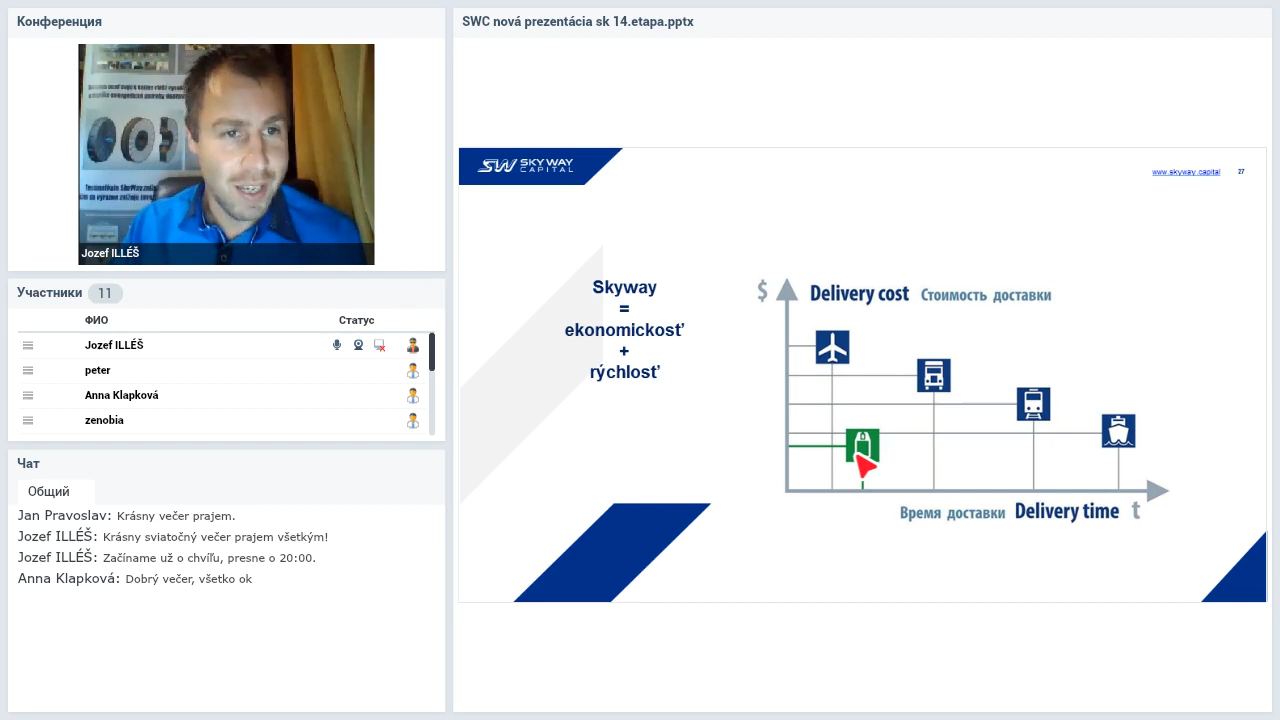 Конференция
Jozef ILLÉŠ
Участники 11
ФИО Статус
Jozef ILLÉŠ
peter
Anna Klapková
zenobia
Чат
Общий
Jan Pravoslav: Krásny večer prajem.
Jozef ILLÉŠ: Krásny sviatočný večer prajem všetkým!
Jozef ILLÉŠ: Začíname už o chvíľu, presne o 20:00.
Anna Klapková: Dobrý večer, všetko ok
SWC nová prezentácia sk 14.etapa.pptx
SW SKY WAY CAPITAL
www.skyway.capital 27
Skyway
=
ekonomickosť
+
rýchlosť
$ Delivery cost Стоимость доставки
Время доставки Delivery time t